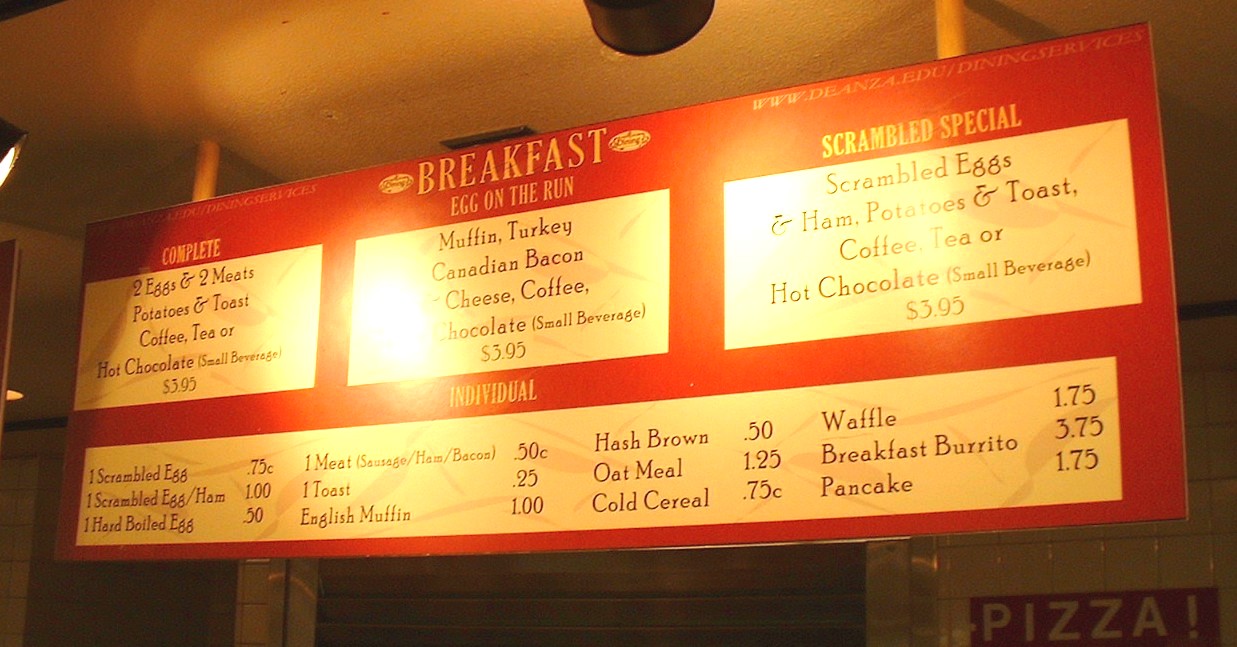 WWW.DEANZA.EDU/DININGSERVICES
ZA.EDU/DININGSERVICES
BREAKFAST
Dining
Dining
COMPLETE
2 Eggs & 2 Meats
Potatoes & Toast
Coffee, Tea or
Hot Chocolate (Small Beverage)
$3.95
EGG ON THE RUN
Muffin, Turkey
Canadian Bacon
Cheese, Coffee,
Chocolate (Small Beverage)
$3.95
SCRAMBLED SPECIAL
Scrambled Eggs
& Ham, Potatoes & Toast,
Coffee, Tea or
Hot Chocolate (Small Beverage)
$3.95
INDIVIDUAL
1 Scrambled Egg .75c
1 Scrambled Egg/Ham 1.00
1 Hard Boiled Egg .50
1 Meat (Sausage/Ham/Bacon) .50c
1 Toast .25
English Muffin 1.00
Hash Brown .50
Oat Meal 1.25
Cold Cereal .75c
Waffle 1.75
Breakfast Burrito 3.75
Pancake 1.75
PIZZA!